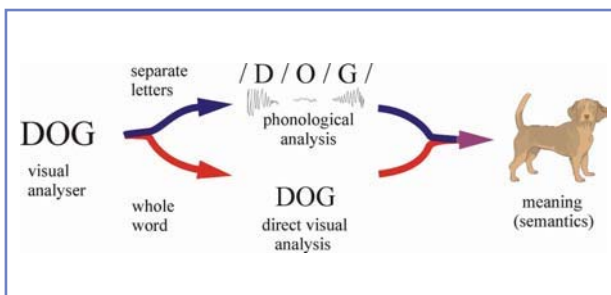 separate
letters
/ D / O / G /
phonological
analysis
DOG
visual
analyser
whole
word
DOG
direct visual
analysis
meaning
(semantics)